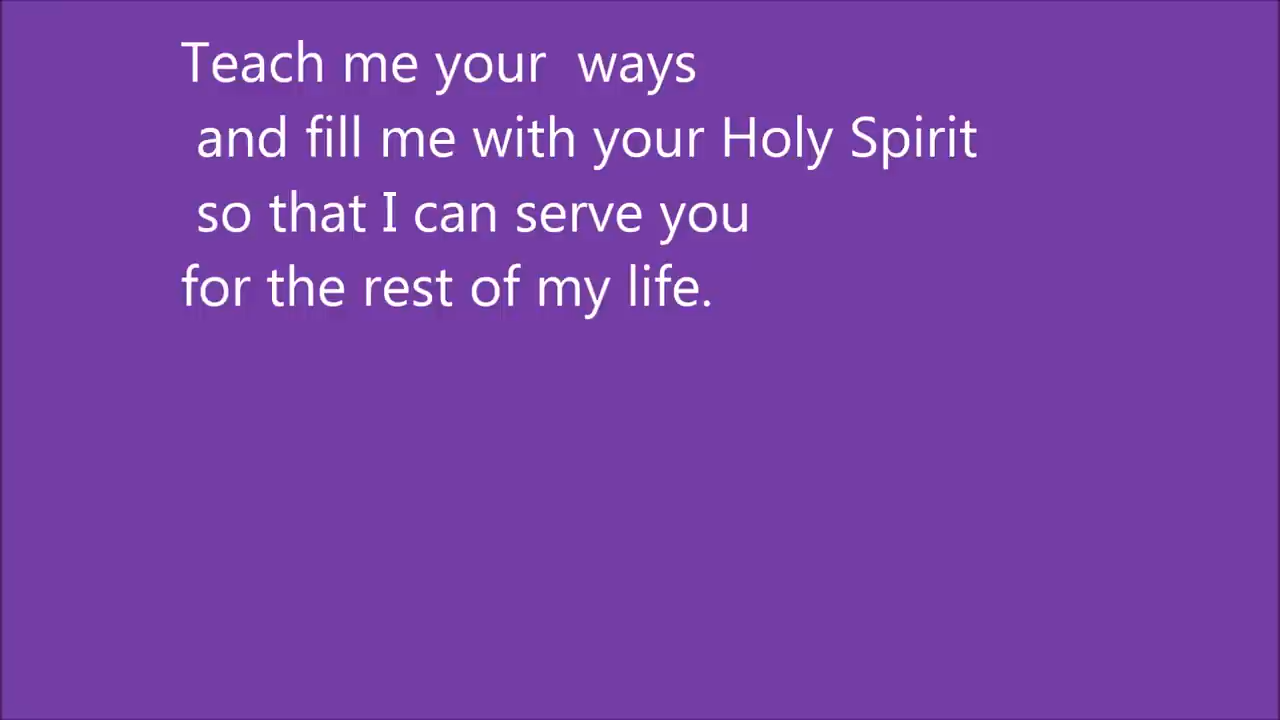 Teach me your  ways
and fill me with your Holy Spirit
so that I can serve you
for the rest of my life.